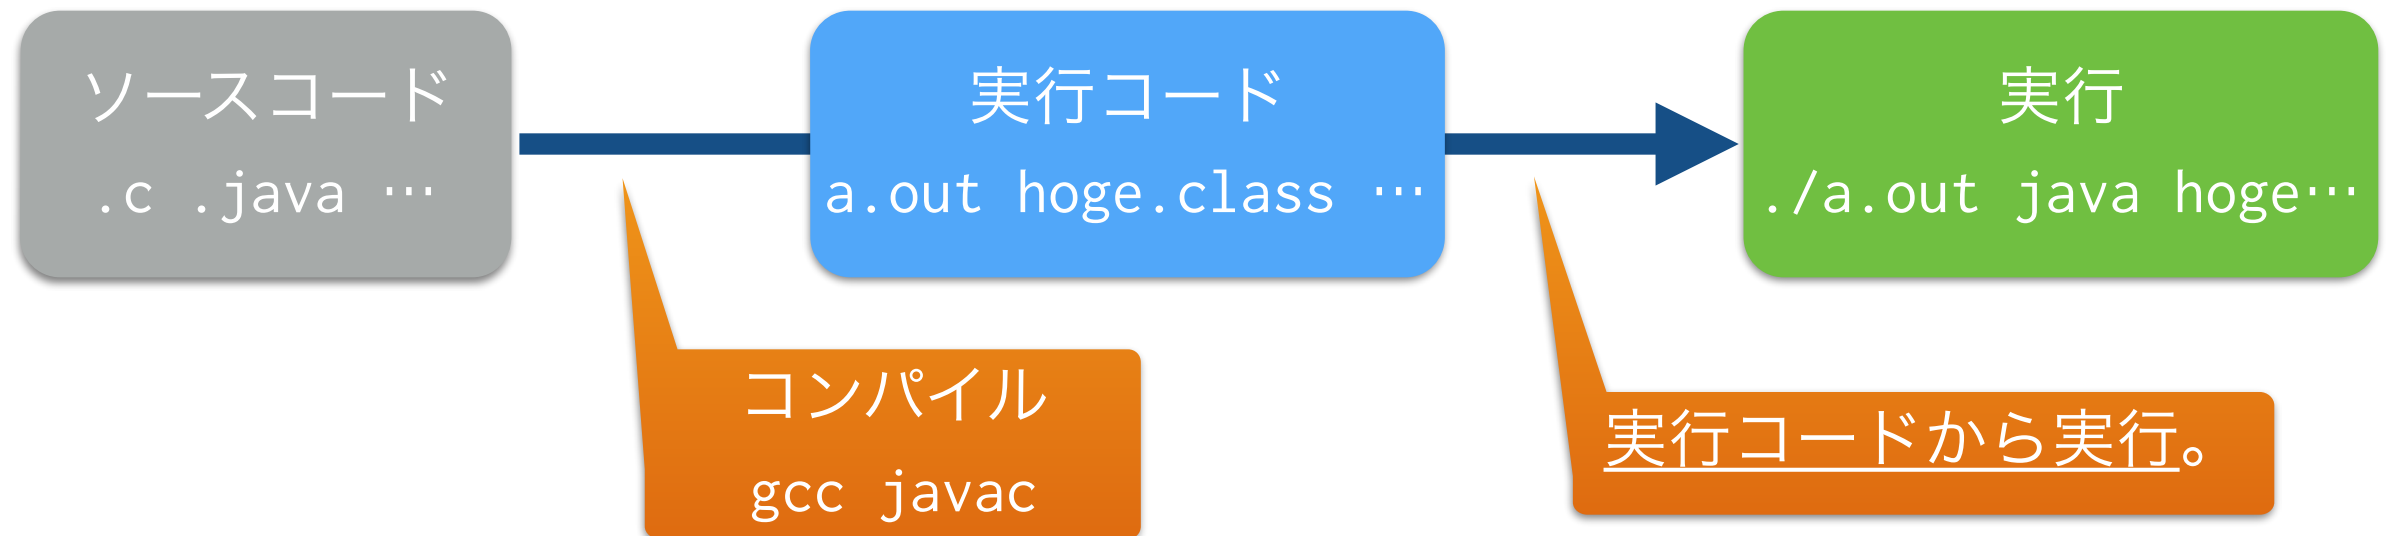 ソースコード
.c .java …
実行コード
a.out hoge.class …
実行
./a.out java hoge…
コンパイル
gcc javac
実行コードから実行。